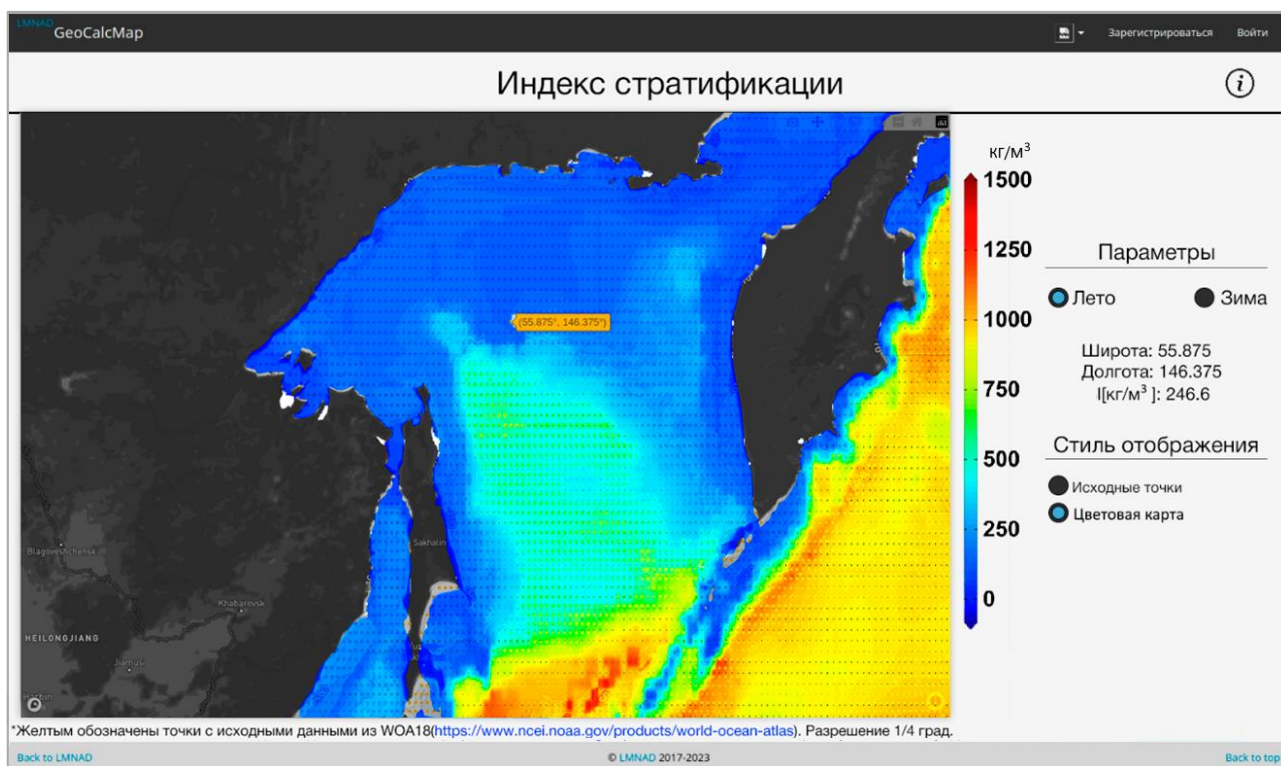 LMNAD
GeoCalcMap
Зарегистрироваться
Войти
Индекс стратификации
i
(55.875°, 146.375°)
Blagoveshchensk
Khabarovsk
HEILONGJIANG
Jiamusi
Harbin
Sakhalin
кг/м³
1500
1250
1000
750
500
250
0
Параметры
Лето
Зима
Широта: 55.875
Долгота: 146.375
I[кг/м³ ]: 246.6
Стиль отображения
Исходные точки
Цветовая карта
*Желтым обозначены точки с исходными данными из WOA18(https://www.ncei.noaa.gov/products/world-ocean-atlas). Разрешение 1/4 град.
Back to LMNAD
© LMNAD 2017-2023
Back to top